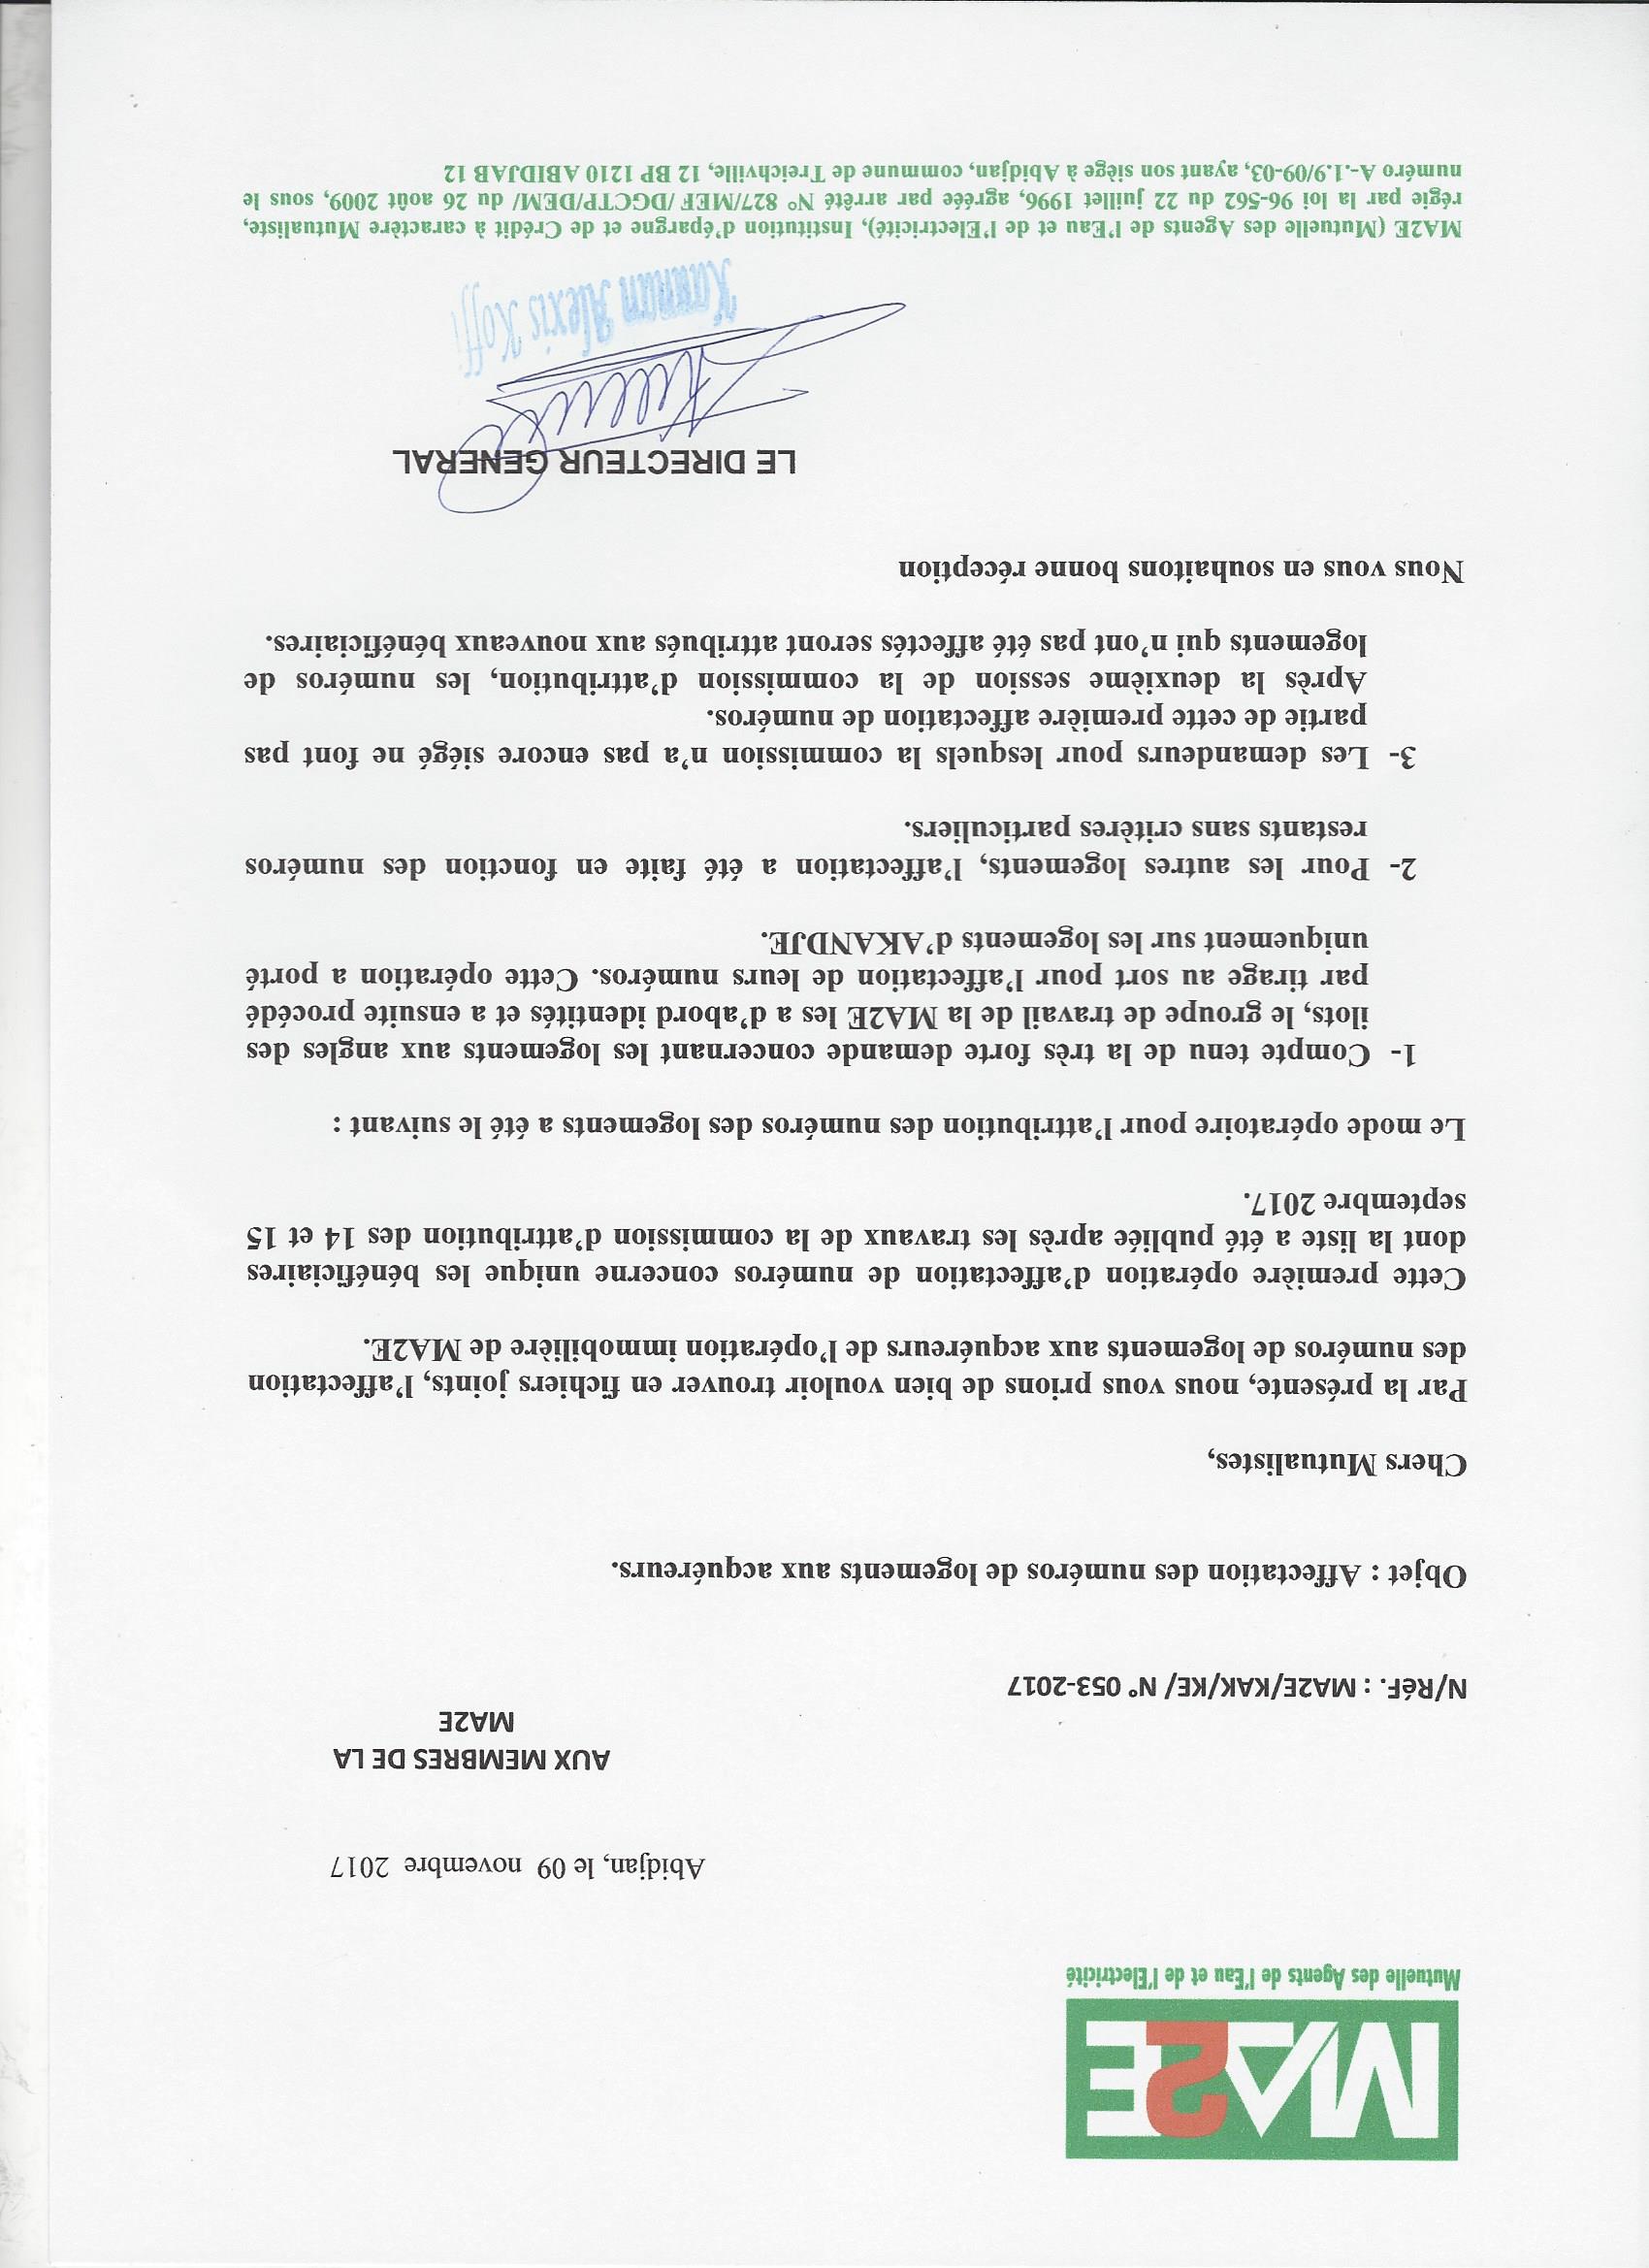 MA2E
Mutuelle des Agents de l'Eau et de l'Electricité
Abidjan, le 09 novembre 2017
AUX MEMBRES DE LA
MA2E
N/RéF. : MA2E/KAK/KE/ N° 053-2017
Objet : Affectation des numéros de logements aux acquéreurs.
Chers Mutualistes,
Par la présente, nous vous prions de bien vouloir trouver en fichiers joints, l'affectation
des numéros de logements aux acquéreurs de l'opération immobilière de MA2E.
Cette première opération d'affectation de numéros concerne unique les bénéficiaires
dont la liste a été publiée après les travaux de la commission d'attribution des 14 et 15
septembre 2017.
Le mode opératoire pour l'attribution des numéros des logements a été le suivant :
1- Compte tenu de la très forte demande concernant les logements aux angles des
ilots, le groupe de travail de la MA2E les a d'abord identités et a ensuite procédé
par tirage au sort pour l'affectation de leurs numéros. Cette opération a porté
uniquement sur les logements d'AKANDJE.
2- Pour les autres logements, l'affectation a été faite en fonction des numéros
restants sans critères particuliers.
3- Les demandeurs pour lesquels la commission n'a pas encore siégé ne font pas
partie de cette première affectation de numéros.
Après la deuxième session de la commission d'attribution, les numéros de
logements qui n'ont pas été affectés seront attribués aux nouveaux bénéficiaires.
Nous vous en souhaitons bonne réception
LE DIRECTEUR GENERAL
Kaunan Alexis Koffi
MA2E (Mutuelle des Agents de l'Eau et de l'Electricité), Institution d'épargne et de Crédit à caractère Mutualiste,
régie par la loi 96-562 du 22 juillet 1996, agréée par arrêté N° 827/MEF /DGCTP/DEM/ du 26 août 2009, sous le
numéro A-.1.9/09-03, ayant son siège à Abidjan, commune de Treichville, 12 BP 1210 ABIDJAB 12